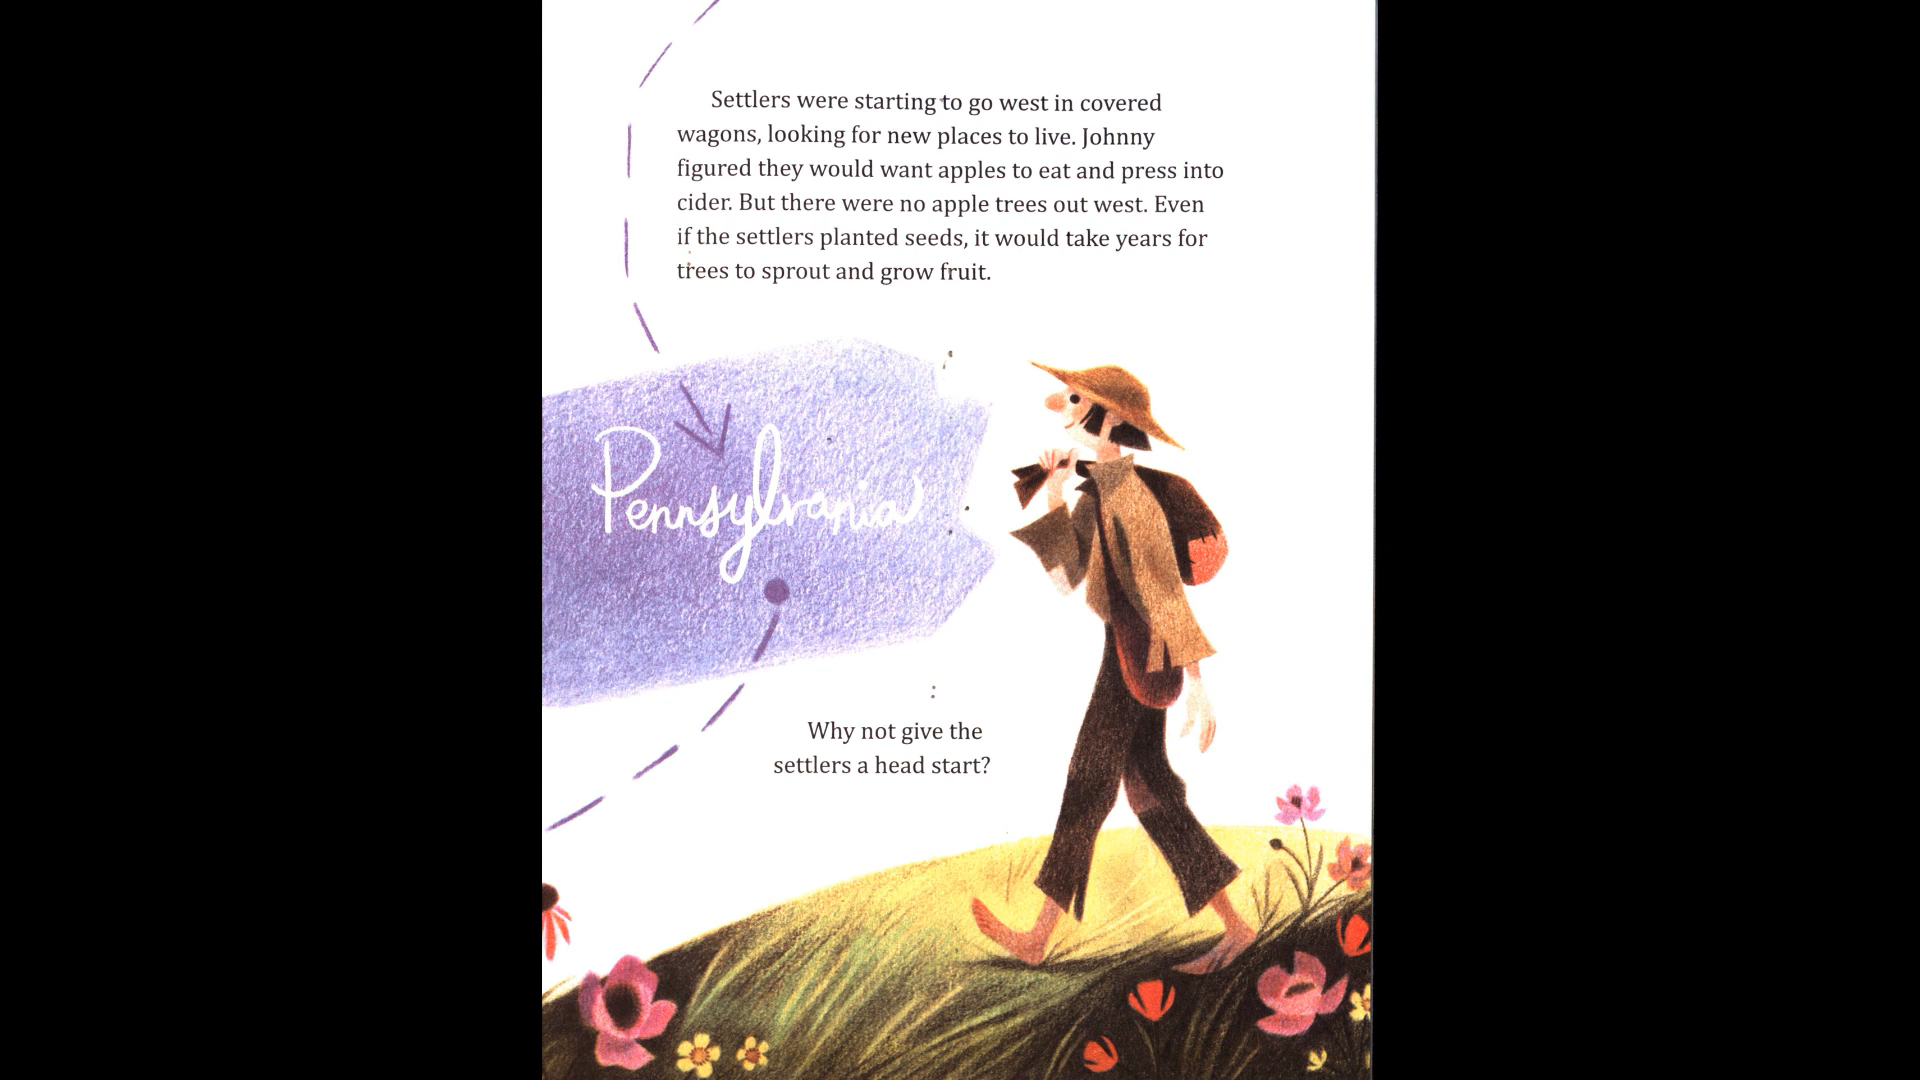 Settlers were starting to go west in covered
wagons, looking for new places to live. Johnny
figured they would want apples to eat and press into
cider. But there were no apple trees out west. Even
if the settlers planted seeds, it would take years for
trees to sprout and grow fruit.
Pennsylvania
Why not give the
settlers a head start?